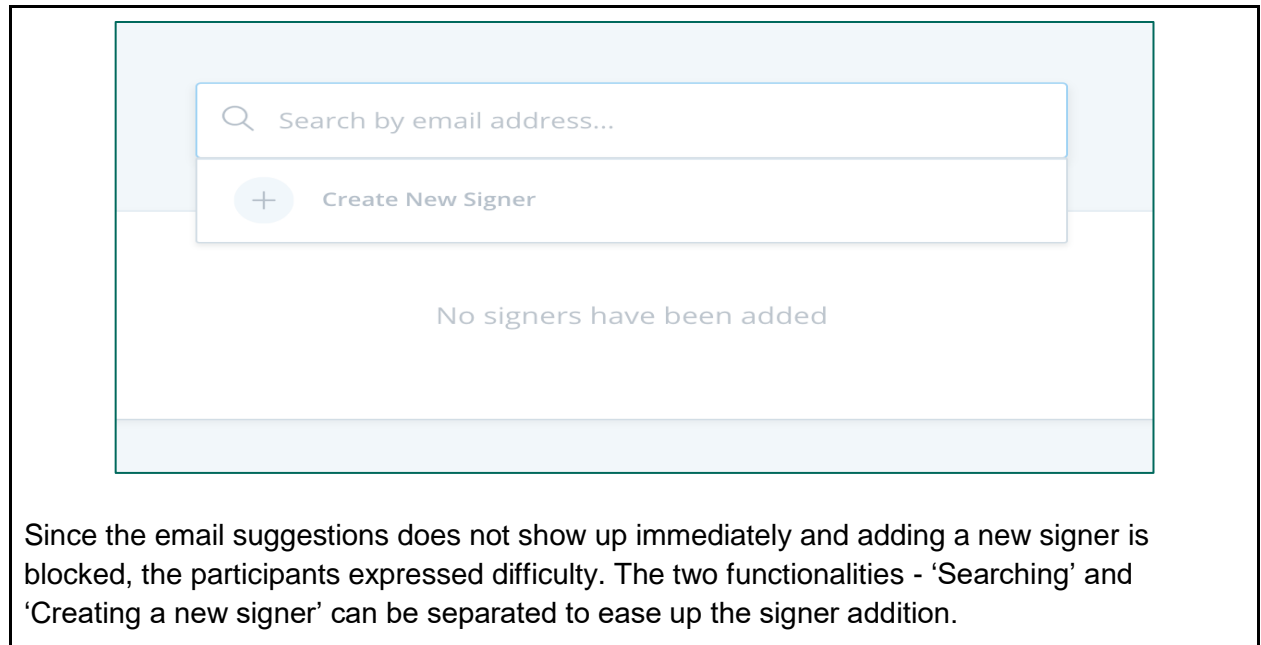 Search by email address...
Create New Signer
No signers have been added
Since the email suggestions does not show up immediately and adding a new signer is
blocked, the participants expressed difficulty. The two functionalities - ‘Searching’ and
‘Creating a new signer’ can be separated to ease up the signer addition.